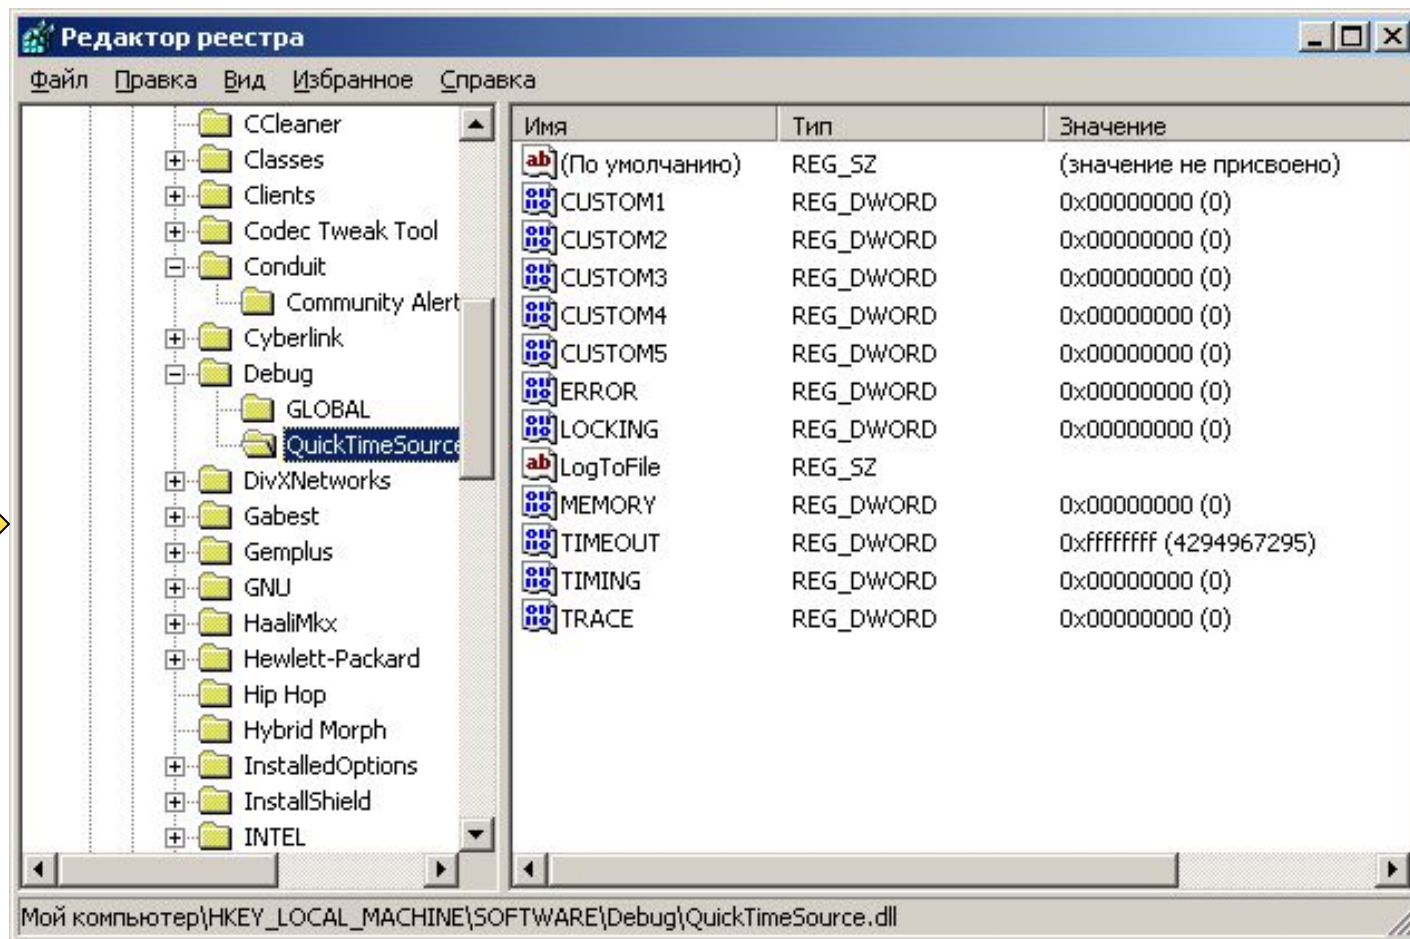 Редактор реестра
Файл Правка Вид Избранное Справка
CCleaner
Classes
Clients
Codec Tweak Tool
Conduit
Community Alert
Cyberlink
Debug
GLOBAL
QuickTimeSource
DivXNetworks
Gabest
Gemplus
GNU
HaaliMkx
Hewlett-Packard
Hip Hop
Hybrid Morph
InstalledOptions
InstallShield
INTEL
Имя Тип Значение
(По умолчанию) REG_SZ (значение не присвоено)
CUSTOM1 REG_DWORD 0x00000000 (0)
CUSTOM2 REG_DWORD 0x00000000 (0)
CUSTOM3 REG_DWORD 0x00000000 (0)
CUSTOM4 REG_DWORD 0x00000000 (0)
CUSTOM5 REG_DWORD 0x00000000 (0)
ERROR REG_DWORD 0x00000000 (0)
LOCKING REG_DWORD 0x00000000 (0)
LogToFile REG_SZ
MEMORY REG_DWORD 0x00000000 (0)
TIMEOUT REG_DWORD 0xffffffff (4294967295)
TIMING REG_DWORD 0x00000000 (0)
TRACE REG_DWORD 0x00000000 (0)
Мой компьютер\HKEY_LOCAL_MACHINE\SOFTWARE\Debug\QuickTimeSource.dll